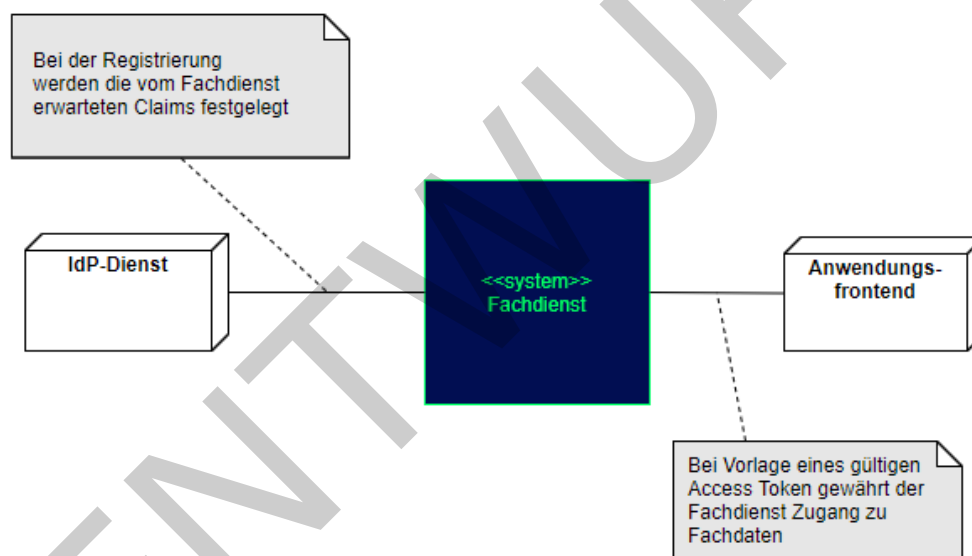 Bei der Registrierung
werden die vom Fachdienst
erwarteten Claims festgelegt
IdP-Dienst
<<system>>
Fachdienst
Anwendungs-
frontend
Bei Vorlage eines gültigen
Access Token gewährt der
Fachdienst Zugang zu
Fachdaten
ENTWURF